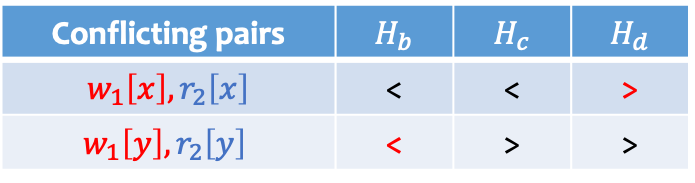 Conflicting pairs H_b H_c H_d
w_1[x], r_2[x] < < >
w_1[y], r_2[y] < > >